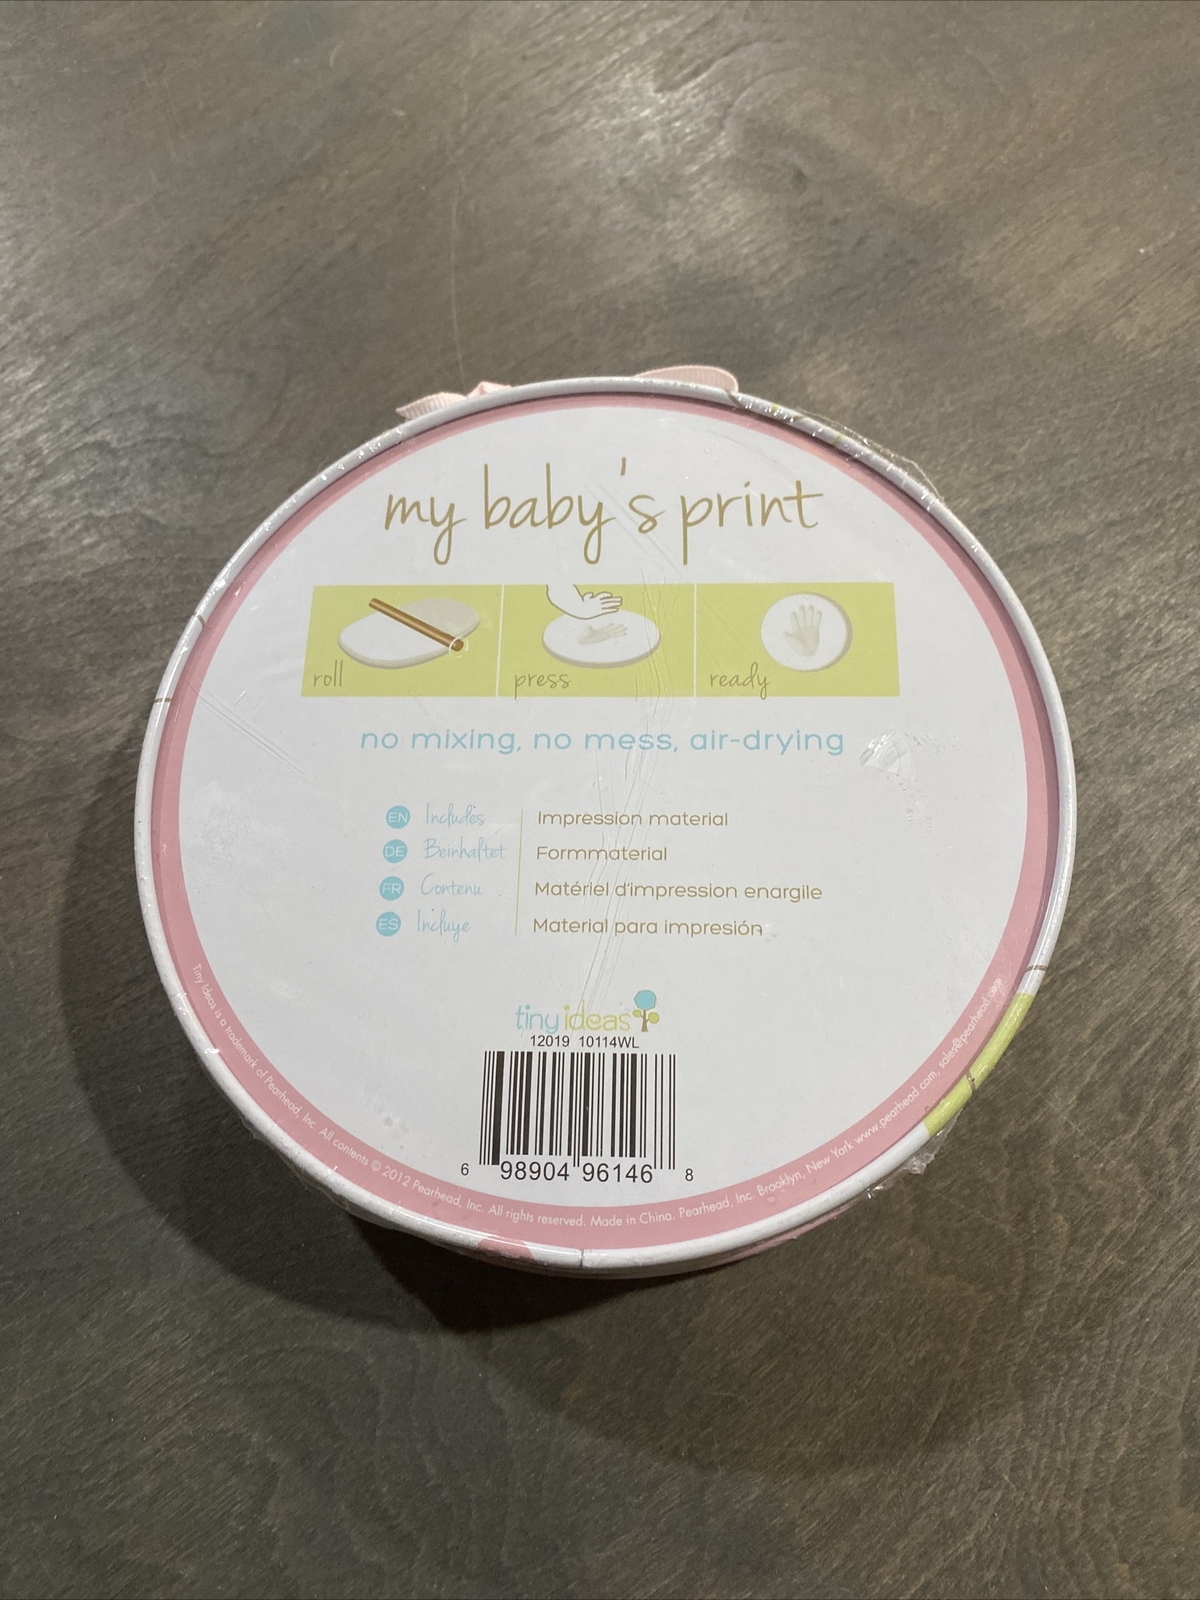 my baby's print
roll
press
ready
no mixing, no mess, air-drying
EN Includes Impression material
DE Beinhaltet Formmaterial
FR Contenu Matériel d'impression enargile
ES Incluye Material para impresión
tiny ideas
12019 10114WL
6 98904 96146 8
Tiny Ideas is a trademark of Pearhead, Inc. All contents © 2012 Pearhead, Inc. All rights reserved. Made in China. Pearhead, Inc. Brooklyn, New York www.pearhead.com, sales@pearhead.com